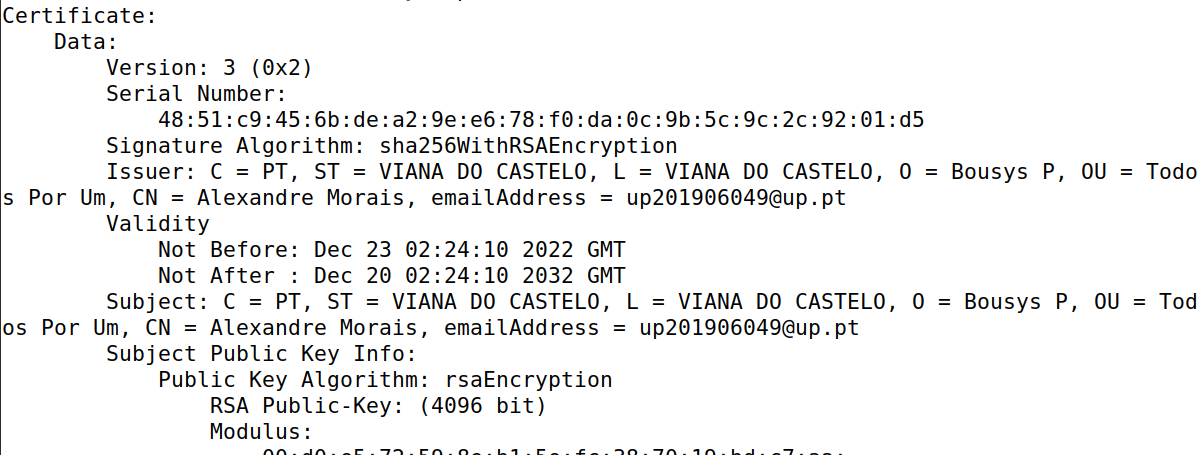 Certificate:
    Data:
        Version: 3 (0x2)
        Serial Number:
            48:51:c9:45:6b:de:a2:9e:e6:78:f0:da:0c:9b:5c:9c:2c:92:01:d5
        Signature Algorithm: sha256WithRSAEncryption
        Issuer: C = PT, ST = VIANA DO CASTELO, L = VIANA DO CASTELO, O = Bousys P, OU = Todo
s Por Um, CN = Alexandre Morais, emailAddress = up201906049@up.pt
        Validity
            Not Before: Dec 23 02:24:10 2022 GMT
            Not After : Dec 20 02:24:10 2032 GMT
        Subject: C = PT, ST = VIANA DO CASTELO, L = VIANA DO CASTELO, O = Bousys P, OU = Tod
os Por Um, CN = Alexandre Morais, emailAddress = up201906049@up.pt
        Subject Public Key Info:
            Public Key Algorithm: rsaEncryption
                RSA Public-Key: (4096 bit)
                Modulus: